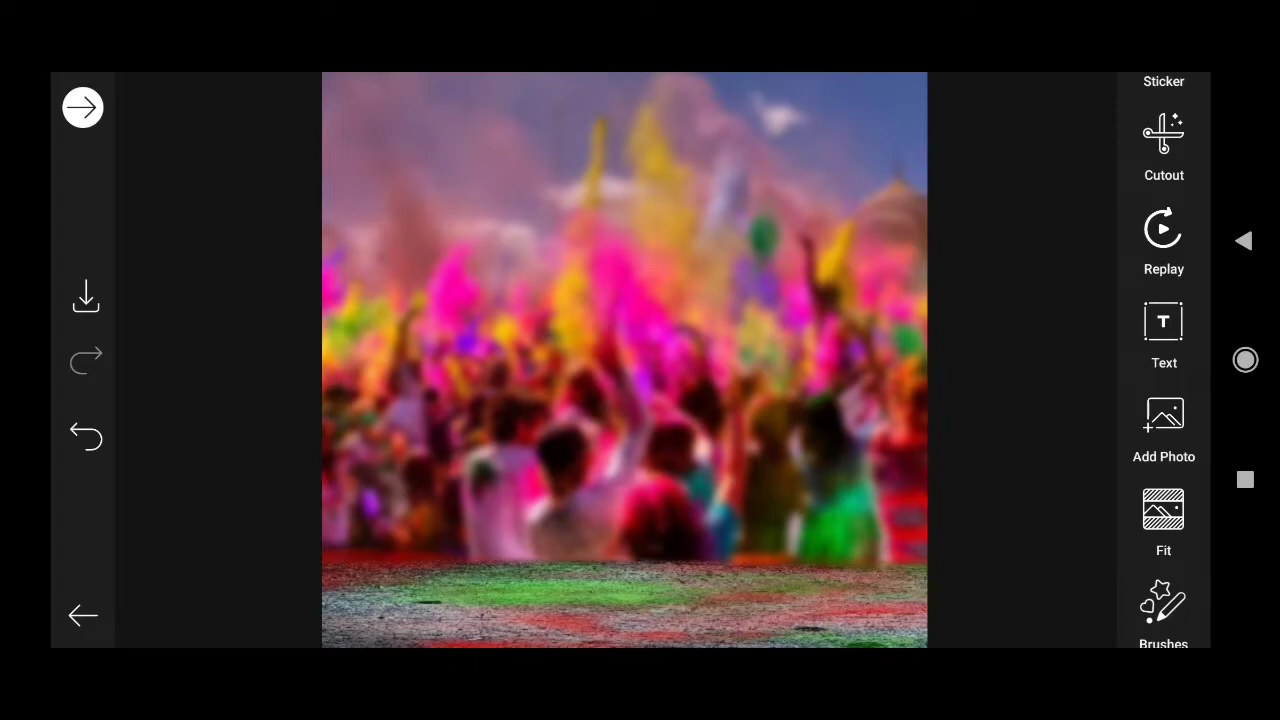 Sticker
Cutout
Replay
T
Text
Add Photo
Fit
Brushes